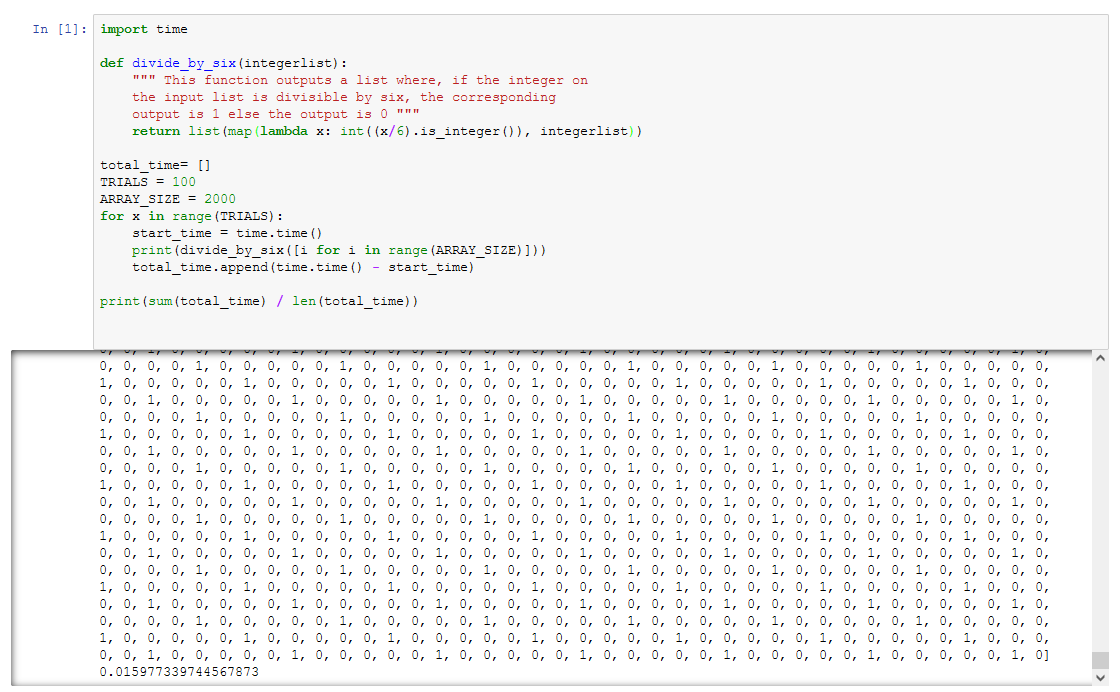 In [1]: import time
def divide_by_six(integerlist):
""" This function outputs a list where, if the integer on
the input list is divisible by six, the corresponding
output is 1 else the output is 0 """
return list(map(lambda x: int((x/6).is_integer()), integerlist))
total_time= []
TRIALS = 100
ARRAY_SIZE = 2000
for x in range(TRIALS):
start_time = time.time()
print(divide_by_six([i for i in range(ARRAY_SIZE)]))
total_time.append(time.time() - start_time)
print(sum(total_time) / len(total_time))
0, 0, 0, 0, 1, 0, 0, 0, 0, 0, 1, 0, 0, 0, 0, 0, 1, 0, 0, 0, 0, 0, 1, 0, 0, 0, 0, 0, 1, 0, 0, 0, 0, 0, 1, 0, 0, 0, 0, 0,
1, 0, 0, 0, 0, 0, 1, 0, 0, 0, 0, 0, 1, 0, 0, 0, 0, 0, 1, 0, 0, 0, 0, 0, 1, 0, 0, 0, 0, 0, 1, 0, 0, 0, 0, 0, 1, 0, 0, 0,
0, 0, 1, 0, 0, 0, 0, 0, 1, 0, 0, 0, 0, 0, 1, 0, 0, 0, 0, 0, 1, 0, 0, 0, 0, 0, 1, 0, 0, 0, 0, 0, 1, 0, 0, 0, 0, 0, 1, 0,
0, 0, 0, 0, 1, 0, 0, 0, 0, 0, 1, 0, 0, 0, 0, 0, 1, 0, 0, 0, 0, 0, 1, 0, 0, 0, 0, 0, 1, 0, 0, 0, 0, 0, 1, 0, 0, 0, 0, 0,
1, 0, 0, 0, 0, 0, 1, 0, 0, 0, 0, 0, 1, 0, 0, 0, 0, 0, 1, 0, 0, 0, 0, 0, 1, 0, 0, 0, 0, 0, 1, 0, 0, 0, 0, 0, 1, 0, 0, 0,
0, 0, 1, 0, 0, 0, 0, 0, 1, 0, 0, 0, 0, 0, 1, 0, 0, 0, 0, 0, 1, 0, 0, 0, 0, 0, 1, 0, 0, 0, 0, 0, 1, 0, 0, 0, 0, 0, 1, 0,
0, 0, 0, 0, 1, 0, 0, 0, 0, 0, 1, 0, 0, 0, 0, 0, 1, 0, 0, 0, 0, 0, 1, 0, 0, 0, 0, 0, 1, 0, 0, 0, 0, 0, 1, 0, 0, 0, 0, 0,
1, 0, 0, 0, 0, 0, 1, 0, 0, 0, 0, 0, 1, 0, 0, 0, 0, 0, 1, 0, 0, 0, 0, 0, 1, 0, 0, 0, 0, 0, 1, 0, 0, 0, 0, 0, 1, 0, 0, 0,
0, 0, 1, 0, 0, 0, 0, 0, 1, 0, 0, 0, 0, 0, 1, 0, 0, 0, 0, 0, 1, 0, 0, 0, 0, 0, 1, 0, 0, 0, 0, 0, 1, 0, 0, 0, 0, 0, 1, 0,
0, 0, 0, 0, 1, 0, 0, 0, 0, 0, 1, 0, 0, 0, 0, 0, 1, 0, 0, 0, 0, 0, 1, 0, 0, 0, 0, 0, 1, 0, 0, 0, 0, 0, 1, 0, 0, 0, 0, 0,
1, 0, 0, 0, 0, 0, 1, 0, 0, 0, 0, 0, 1, 0, 0, 0, 0, 0, 1, 0, 0, 0, 0, 0, 1, 0, 0, 0, 0, 0, 1, 0, 0, 0, 0, 0, 1, 0, 0, 0,
0, 0, 1, 0, 0, 0, 0, 0, 1, 0, 0, 0, 0, 0, 1, 0, 0, 0, 0, 0, 1, 0, 0, 0, 0, 0, 1, 0, 0, 0, 0, 0, 1, 0, 0, 0, 0, 0, 1, 0,
0, 0, 0, 0, 1, 0, 0, 0, 0, 0, 1, 0, 0, 0, 0, 0, 1, 0, 0, 0, 0, 0, 1, 0, 0, 0, 0, 0, 1, 0, 0, 0, 0, 0, 1, 0, 0, 0, 0, 0,
1, 0, 0, 0, 0, 0, 1, 0, 0, 0, 0, 0, 1, 0, 0, 0, 0, 0, 1, 0, 0, 0, 0, 0, 1, 0, 0, 0, 0, 0, 1, 0, 0, 0, 0, 0, 1, 0, 0, 0,
0, 0, 1, 0, 0, 0, 0, 0, 1, 0, 0, 0, 0, 0, 1, 0, 0, 0, 0, 0, 1, 0, 0, 0, 0, 0, 1, 0, 0, 0, 0, 0, 1, 0, 0, 0, 0, 0, 1, 0,
0, 0, 0, 0, 1, 0, 0, 0, 0, 0, 1, 0, 0, 0, 0, 0, 1, 0, 0, 0, 0, 0, 1, 0, 0, 0, 0, 0, 1, 0, 0, 0, 0, 0, 1, 0, 0, 0, 0, 0,
1, 0, 0, 0, 0, 0, 1, 0, 0, 0, 0, 0, 1, 0, 0, 0, 0, 0, 1, 0, 0, 0, 0, 0, 1, 0, 0, 0, 0, 0, 1, 0, 0, 0, 0, 0, 1, 0, 0, 0,
0, 0, 1, 0, 0, 0, 0, 0, 1, 0, 0, 0, 0, 0, 1, 0, 0, 0, 0, 0, 1, 0, 0, 0, 0, 0, 1, 0, 0, 0, 0, 0, 1, 0, 0, 0, 0, 0, 1, 0]
0.015977339744567873